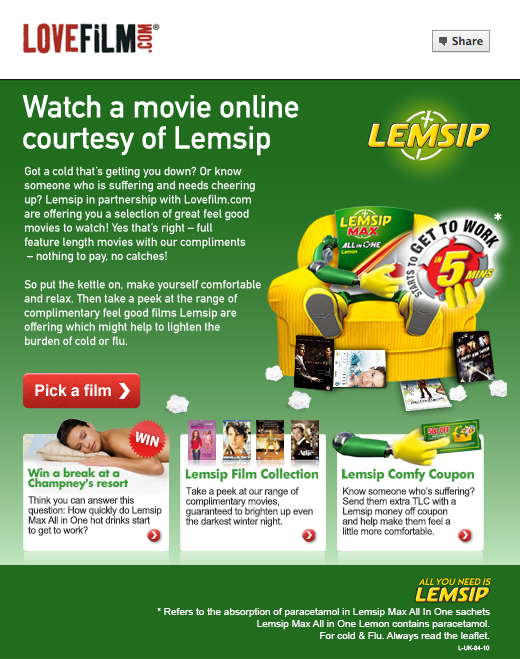 LOVEFiLM.COM®
Share
Watch a movie online
courtesy of Lemsip
LEMSIP
Got a cold that's getting you down? Or know
someone who is suffering and needs cheering
up? Lemsip in partnership with Lovefilm.com
are offering you a selection of great feel good
movies to watch! Yes that's right – full
feature length movies with our compliments
– nothing to pay, no catches!
So put the kettle on, make yourself comfortable
and relax. Then take a peek at the range of
complimentary feel good films Lemsip are
offering which might help to lighten the
burden of cold or flu.
LEMSIP
MAX
ALL IN ONE
Lemon
*
STARTS TO GET TO WORK
IN
5
MINS
Pick a film
WIN
Win a break at a
Champney's resort
Think you can answer this
question: How quickly do Lemsip
Max All in One hot drinks start
to get to work?
Lemsip Film Collection
Take a peek at our range of
complimentary movies,
guaranteed to brighten up even
the darkest winter night.
Alfie
Lemsip Comfy Coupon
Know someone who's suffering?
Send them extra TLC with a
Lemsip money off coupon
and help make them feel a
little more comfortable.
ALL YOU NEED IS
LEMSIP
* Refers to the absorption of paracetamol in Lemsip Max All In One sachets
Lemsip Max All in One Lemon contains paracetamol.
For cold & Flu. Always read the leaflet.
L-UK-84-10